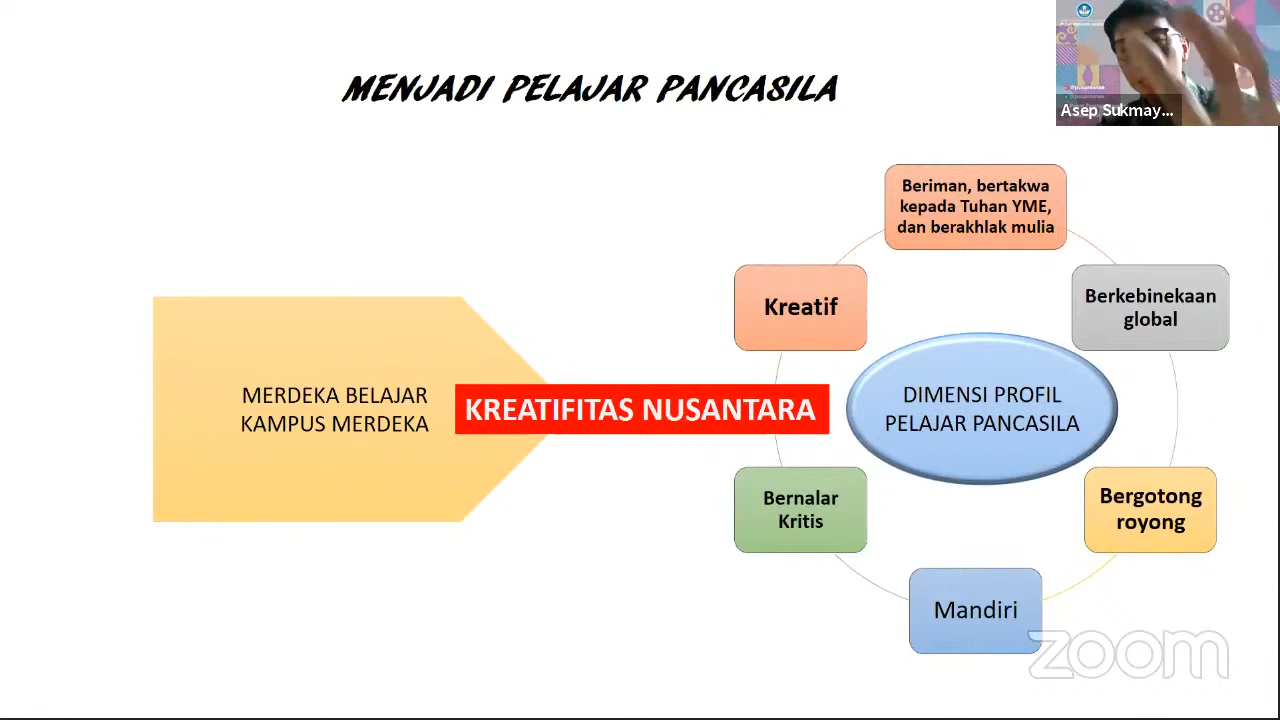 MENJADI PELAJAR PANCASILA
Asep Sukmay...
Beriman, bertakwa
kepada Tuhan YME,
dan berakhlak mulia
Kreatif
Berkebinekaan
global
MERDEKA BELAJAR
KAMPUS MERDEKA
KREATIFITAS NUSANTARA
DIMENSI PROFIL
PELAJAR PANCASILA
Bernalar
Kritis
Bergotong
royong
Mandiri
zoom